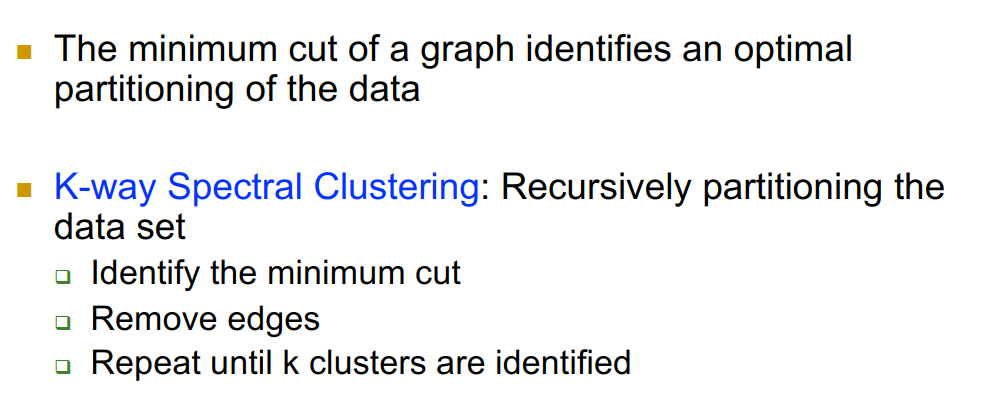 The minimum cut of a graph identifies an optimal
partitioning of the data
K-way Spectral Clustering: Recursively partitioning the
data set
Identify the minimum cut
Remove edges
Repeat until k clusters are identified